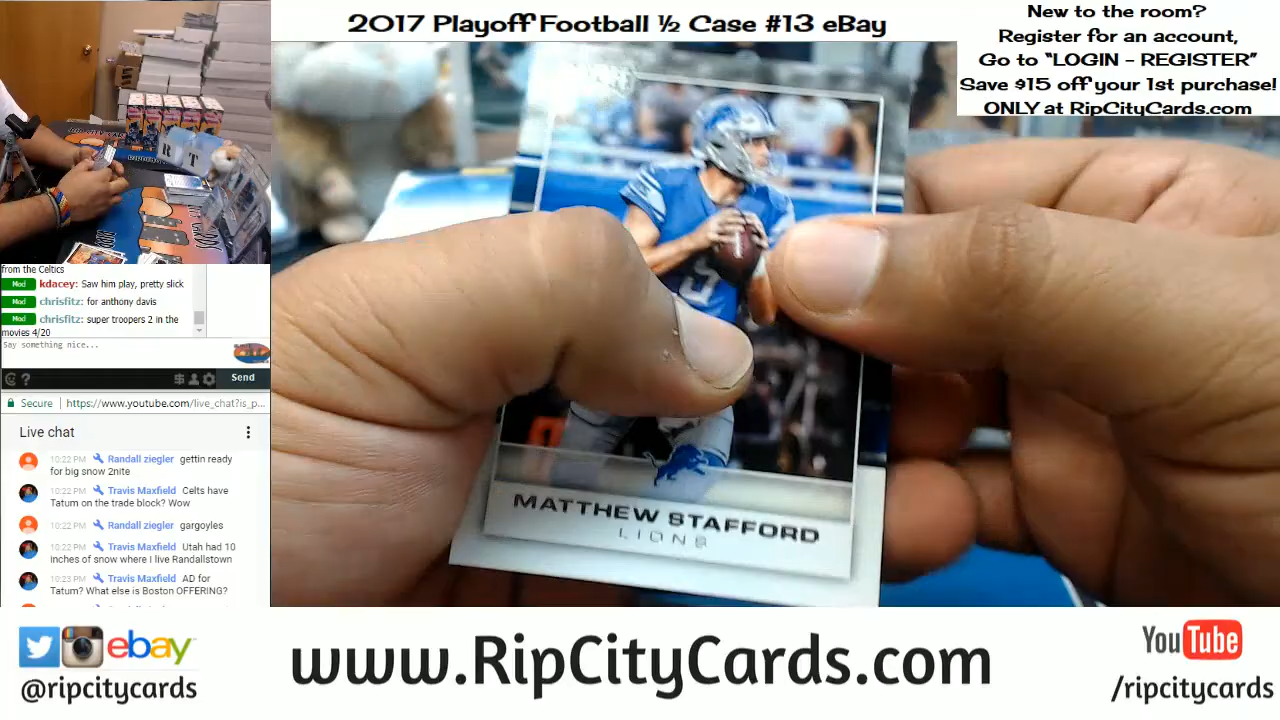 2017 Playoff Football ½ Case #13 eBay
New to the room?
Register for an account,
Go to "LOGIN - REGISTER"
Save $15 off your 1st purchase!
ONLY at RipCityCards.com
R
T
from the Celtics
Mod kdacey: Saw him play, pretty slick
Mod chrisfitz: for anthony davis
Mod chrisfitz: super troopers 2 in the
movies 4/20
Say something nice...
Send
Secure https://www.youtube.com/live_chat?is_p...
Live chat
10:22 PM Randall ziegler gettin ready
for big snow 2nite
10:22 PM Travis Maxfield Celts have
Tatum on the trade block? Wow
10:22 PM Randall ziegler gargoyles
10:22 PM Travis Maxfield Utah had 10
inches of snow where I live Randallstown
10:23 PM Travis Maxfield AD for
Tatum? What else is Boston OFFERING?
MATTHEW STAFFORD
LIONS
ebay
@ripcitycards
www.RipCityCards.com
YouTube
/ripcitycards